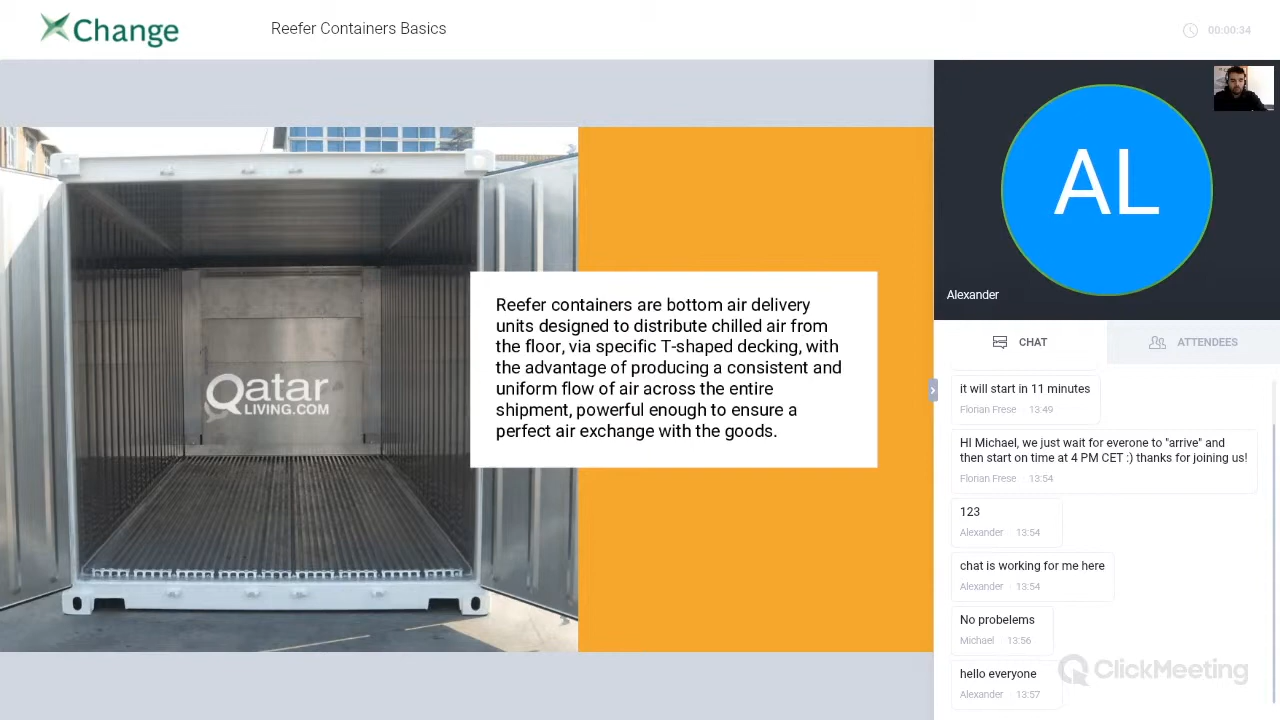 Change
Reefer Containers Basics
00:00:34
Qatar
LIVING.COM
Reefer containers are bottom air delivery
units designed to distribute chilled air from
the floor, via specific T-shaped decking, with
the advantage of producing a consistent and
uniform flow of air across the entire
shipment, powerful enough to ensure a
perfect air exchange with the goods.
AL
Alexander
CHAT
ATTENDEES
it will start in 11 minutes
Florian Frese 13:49
HI Michael, we just wait for everone to "arrive" and
then start on time at 4 PM CET :) thanks for joining us!
Florian Frese 13:54
123
Alexander 13:54
chat is working for me here
Alexander 13:54
No probelems
Michael 13:56
hello everyone
Alexander 13:57
ClickMeeting